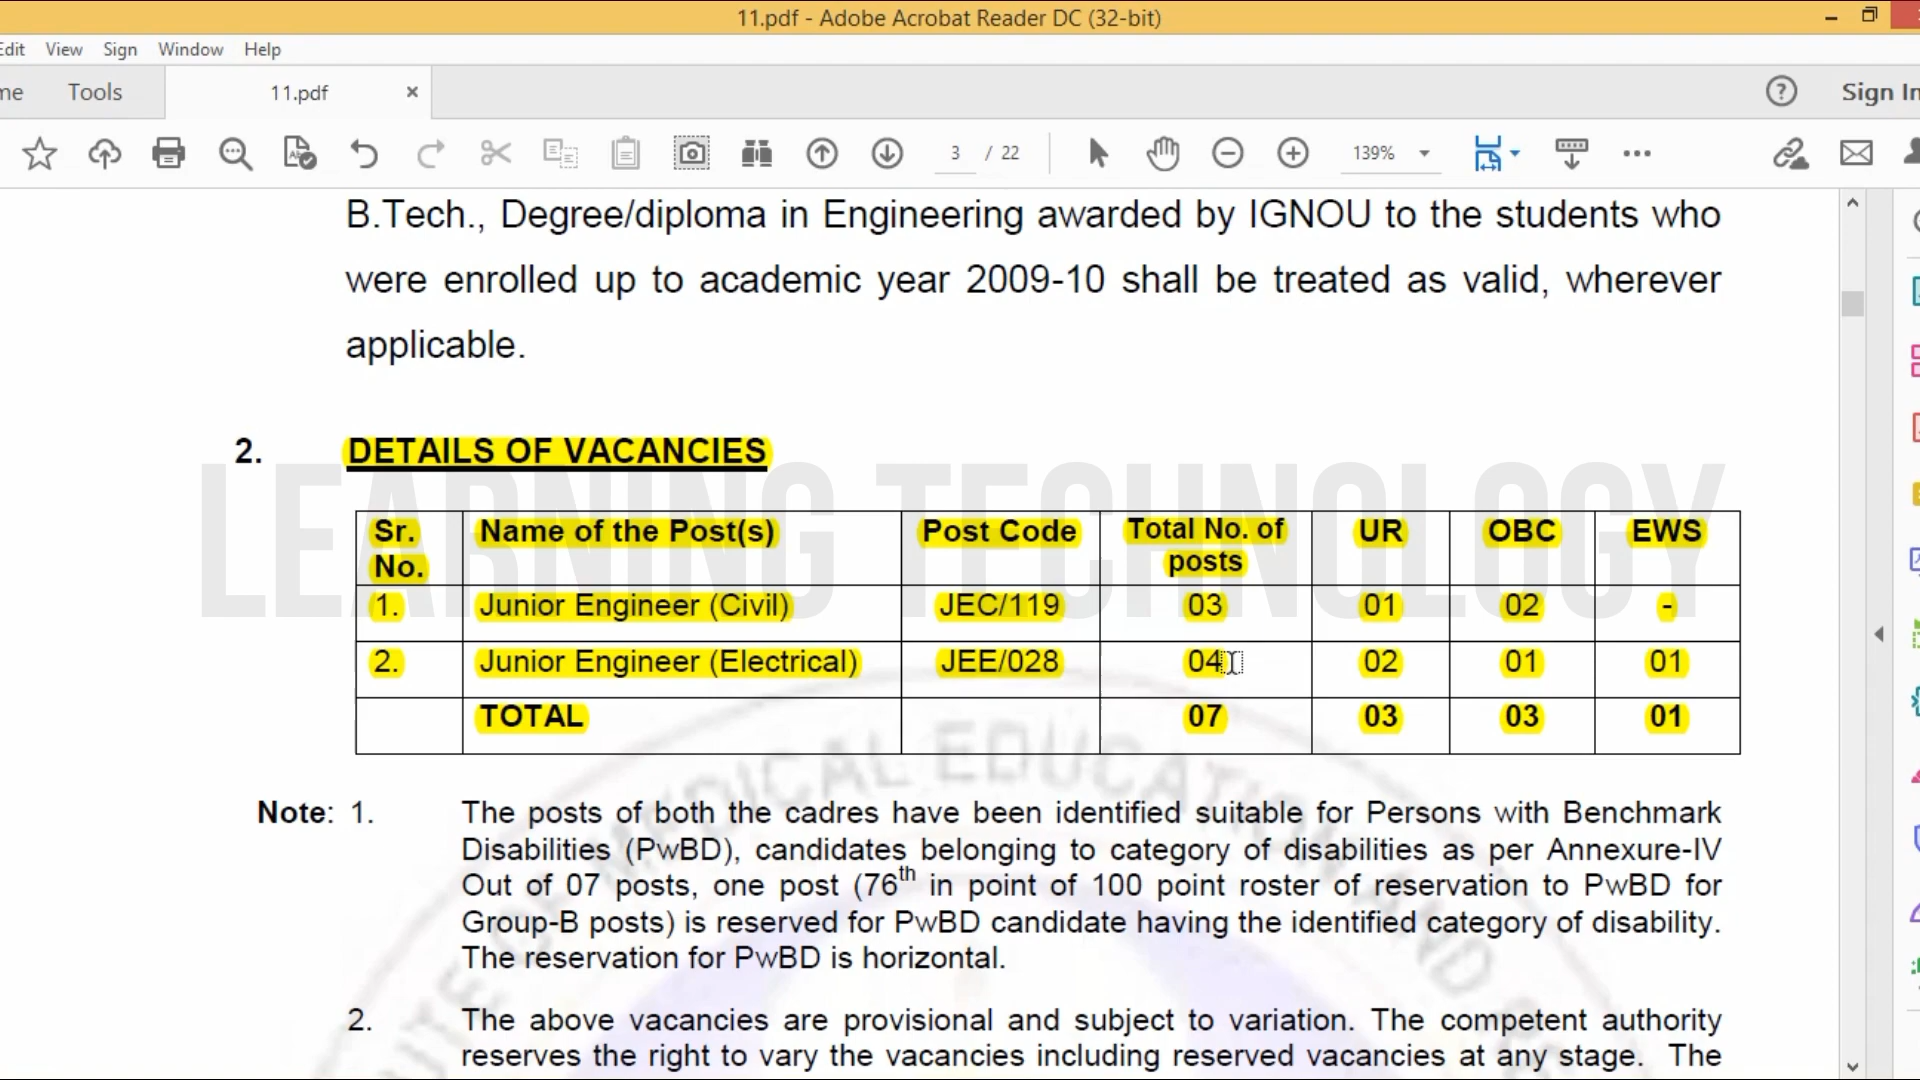 11.pdf - Adobe Acrobat Reader DC (32-bit)
Edit View Sign Window Help
Tools 11.pdf × Sign In
3 / 22 139%
B.Tech., Degree/diploma in Engineering awarded by IGNOU to the students who
were enrolled up to academic year 2009-10 shall be treated as valid, wherever
applicable.
2. DETAILS OF VACANCIES
LEARNING TECHNOLOGY
Sr. No. Name of the Post(s) Post Code Total No. of posts UR OBC EWS
1. Junior Engineer (Civil) JEC/119 03 01 02 -
2. Junior Engineer (Electrical) JEE/028 04 02 01 01
TOTAL 07 03 03 01
Note: 1. The posts of both the cadres have been identified suitable for Persons with Benchmark
Disabilities (PwBD), candidates belonging to category of disabilities as per Annexure-IV
Out of 07 posts, one post (76th in point of 100 point roster of reservation to PwBD for
Group-B posts) is reserved for PwBD candidate having the identified category of disability.
The reservation for PwBD is horizontal.
2. The above vacancies are provisional and subject to variation. The competent authority
reserves the right to vary the vacancies including reserved vacancies at any stage. The
MEDICAL EDUCATION AND